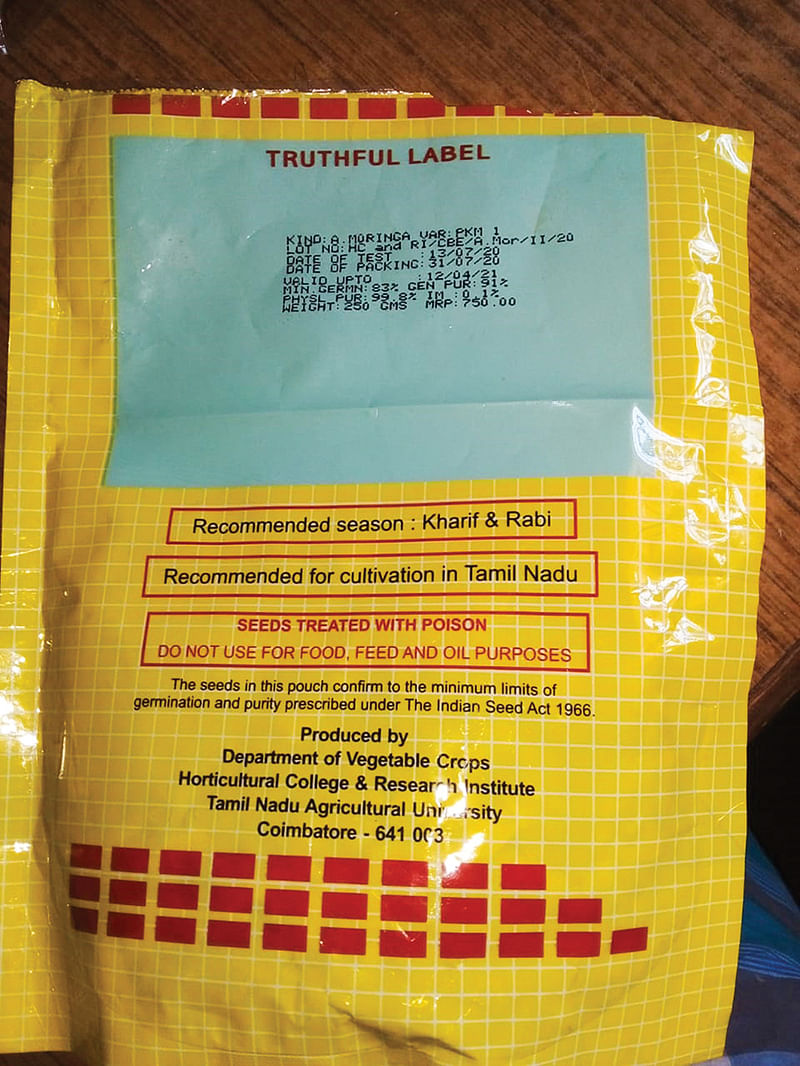 TRUTHFUL LABEL
KIND:A.MORINGA VAR:PKM 1
LOT NO:HC and RI/CBE/A.Mor/II/20
DATE OF TEST :13/07/20
DATE OF PACKING:31/07/20
VALID UPTO :12/04/21
MIN.GERMN:83% GEN PUR:91%
PHYSL PUR:99.8% IM :0.1%
WEIGHT:250 GMS MRP:750.00
Recommended season : Kharif & Rabi
Recommended for cultivation in Tamil Nadu
SEEDS TREATED WITH POISON
DO NOT USE FOR FOOD, FEED AND OIL PURPOSES
The seeds in this pouch confirm to the minimum limits of
germination and purity prescribed under The Indian Seed Act 1966.
Produced by
Department of Vegetable Crops
Horticultural College & Research Institute
Tamil Nadu Agricultural University
Coimbatore - 641 003